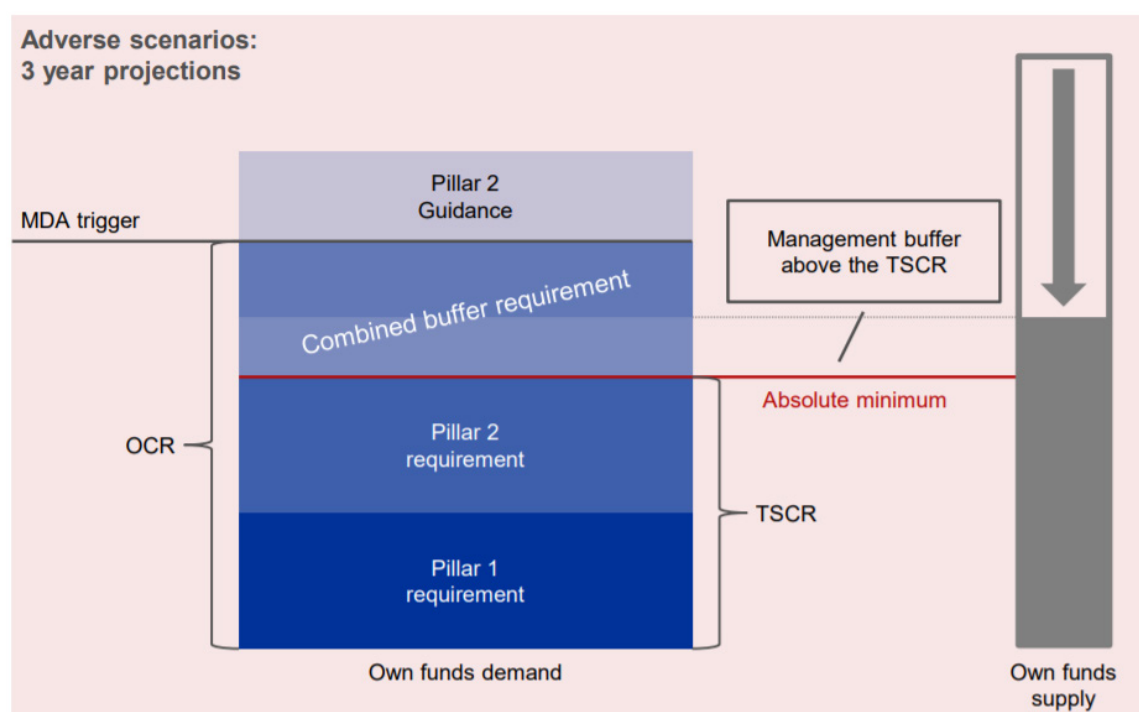 Adverse scenarios:
3 year projections
Pillar 2
Guidance
MDA trigger
Management buffer
above the TSCR
Combined buffer requirement
Absolute minimum
Pillar 2
requirement
OCR
TSCR
Pillar 1
requirement
Own funds demand
Own funds
supply